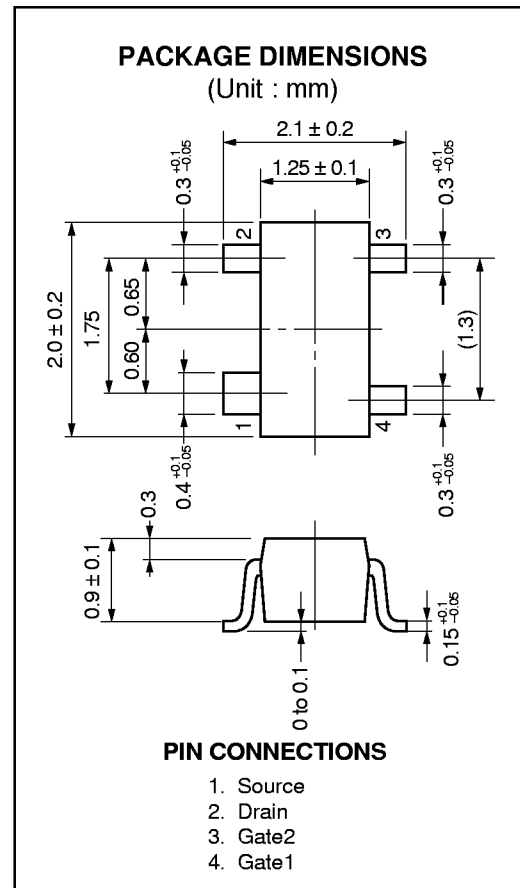 PACKAGE DIMENSIONS
(Unit : mm)
2.1 ± 0.2
1.25 ± 0.1
0.3 +0.1 −0.05
0.3 +0.1 −0.05
2
3
2.0 ± 0.2
1.75
0.65
0.60
(1.3)
1
4
0.4 +0.1 −0.05
0.3 +0.1 −0.05
0.3
0.9 ± 0.1
0.15 +0.1 −0.05
0 to 0.1
PIN CONNECTIONS
1. Source
2. Drain
3. Gate2
4. Gate1